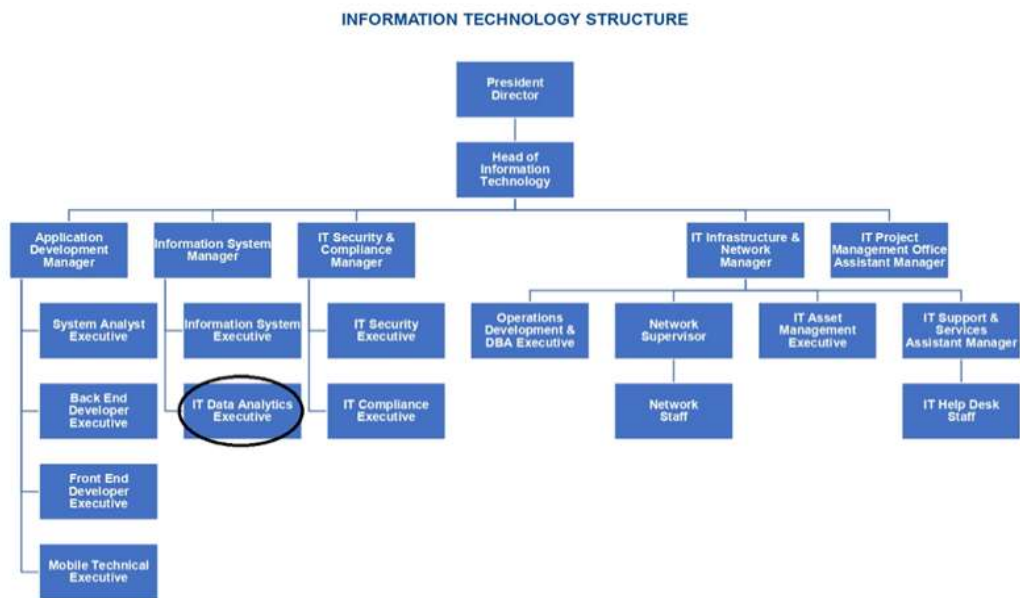 INFORMATION TECHNOLOGY STRUCTURE
President
Director
Head of
Information
Technology
Application
Development
Manager
Information System
Manager
IT Security &
Compliance
Manager
IT Infrastructure &
Network
Manager
IT Project
Management Office
Assistant Manager
System Analyst
Executive
Information System
Executive
IT Security
Executive
Operations
Development &
DBA Executive
Network
Supervisor
IT Asset
Management
Executive
IT Support &
Services
Assistant Manager
Back End
Developer
Executive
IT Data Analytics
Executive
IT Compliance
Executive
Network
Staff
IT Help Desk
Staff
Front End
Developer
Executive
Mobile Technical
Executive